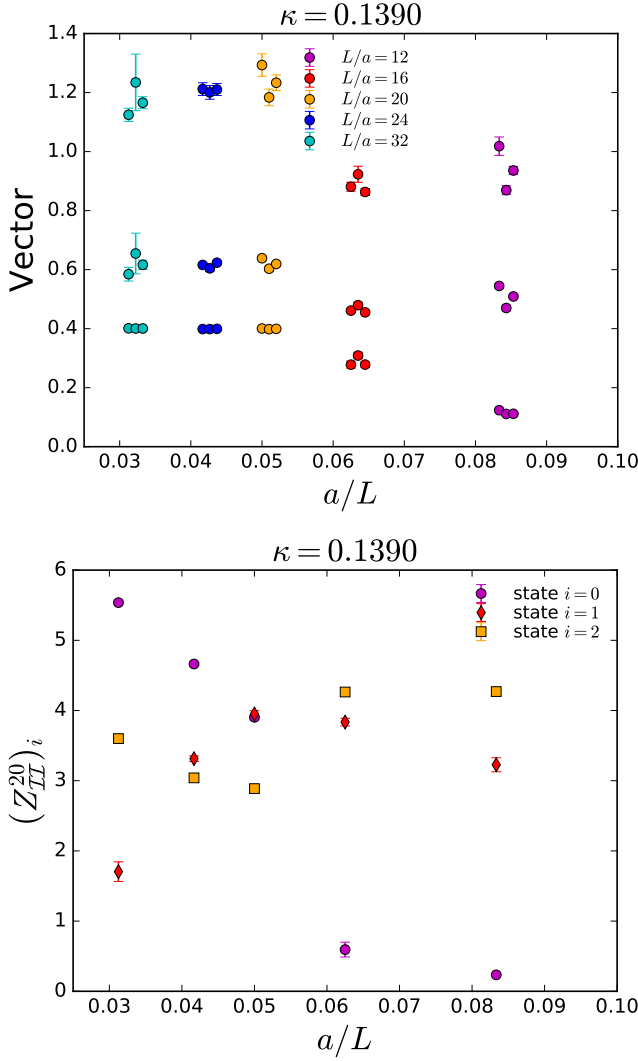 κ = 0.1390
1.4
1.2
1.0
0.8
0.6
0.4
0.2
0.0
Vector
L/a = 12
L/a = 16
L/a = 20
L/a = 24
L/a = 32
0.03 0.04 0.05 0.06 0.07 0.08 0.09 0.10
a/L
κ = 0.1390
6
5
4
3
2
1
0
(Z²⁰_{II})_i
state i = 0
state i = 1
state i = 2
0.03 0.04 0.05 0.06 0.07 0.08 0.09 0.10
a/L